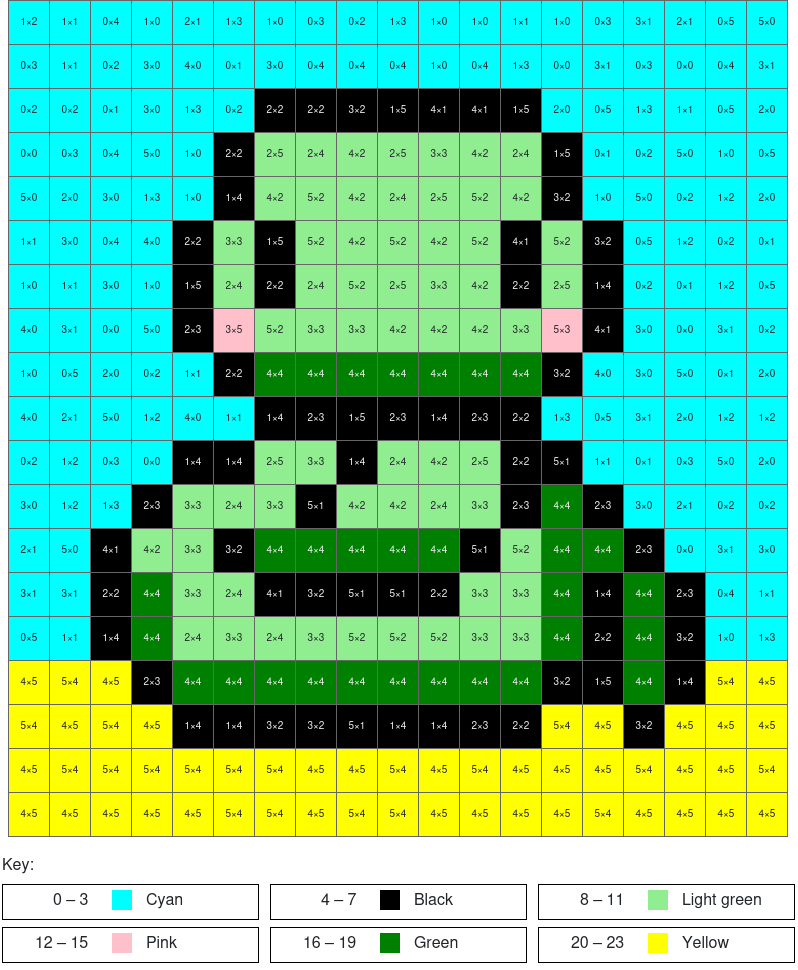 1×2 1×1 0×4 1×0 2×1 1×3 1×0 0×3 0×2 1×3 1×0 1×0 1×1 1×0 0×3 3×1 2×1 0×5 5×0
0×3 1×1 0×2 3×0 4×0 0×1 3×0 0×4 0×4 0×4 1×0 0×4 1×3 0×0 3×1 0×3 0×0 0×4 3×1
0×2 0×2 0×1 3×0 1×3 0×2 2×2 2×2 3×2 1×5 4×1 4×1 1×5 2×0 0×5 1×3 1×1 0×5 2×0
0×0 0×3 0×4 5×0 1×0 2×2 2×5 2×4 4×2 2×5 3×3 4×2 2×4 1×5 0×1 0×2 5×0 1×0 0×5
5×0 2×0 3×0 1×3 1×0 1×4 4×2 5×2 4×2 2×4 2×5 5×2 4×2 3×2 1×0 5×0 0×2 1×2 2×0
1×1 3×0 0×4 4×0 2×2 3×3 1×5 5×2 4×2 5×2 4×2 5×2 4×1 5×2 3×2 0×5 1×2 0×2 0×1
1×0 1×1 3×0 1×0 1×5 2×4 2×2 2×4 5×2 2×5 3×3 4×2 2×2 2×5 1×4 0×2 0×1 1×2 0×5
4×0 3×1 0×0 5×0 2×3 3×5 5×2 3×3 3×3 4×2 4×2 4×2 3×3 5×3 4×1 0×0 0×0 3×1 0×2
1×0 0×5 2×0 0×2 1×1 2×2 4×4 4×4 4×4 4×4 4×4 4×4 4×4 3×2 4×0 3×0 5×0 0×1 2×0
4×0 2×1 5×0 1×2 4×0 1×1 1×4 2×3 1×5 2×3 1×4 2×3 2×2 1×3 0×5 3×1 2×0 1×2 1×2
0×2 1×2 0×3 0×0 1×4 1×4 2×5 3×3 1×4 2×4 4×2 2×5 2×2 5×1 1×1 0×1 0×3 5×0 2×0
3×0 1×2 1×3 2×3 3×3 2×4 3×3 5×1 4×2 4×2 2×4 3×3 2×3 4×4 2×3 3×0 2×1 0×2 0×2
2×1 5×0 4×1 4×2 3×3 3×2 4×4 4×4 4×4 4×4 4×4 5×1 5×2 4×4 4×4 2×3 0×0 3×1 3×0
3×1 3×1 2×2 4×4 3×3 2×4 4×1 3×2 5×1 5×1 2×2 3×3 3×3 4×4 1×4 4×4 2×3 0×4 1×1
0×5 1×1 1×4 4×4 2×4 3×3 2×4 3×3 5×2 5×2 5×2 3×3 3×3 4×4 2×2 4×4 3×2 1×0 1×3
4×5 5×4 4×5 2×3 4×4 4×4 4×4 4×4 4×4 4×4 4×4 4×4 4×4 3×2 1×5 4×4 1×4 5×4 4×5
5×4 5×4 4×5 4×5 1×4 1×4 3×2 3×2 5×1 1×4 1×4 2×3 2×2 5×4 4×5 3×2 4×5 4×5 4×5
4×5 5×4 5×4 5×4 4×5 5×4 5×4 4×5 4×5 5×4 4×5 5×4 4×5 4×5 4×5 5×4 4×5 4×5 5×4
4×5 4×5 4×5 4×5 4×5 5×4 5×4 4×5 5×4 4×5 5×4 5×4 4×5 4×5 5×4 4×5 4×5 4×5 4×5
Key:
0 – 3 Cyan 4 – 7 Black 8 – 11 Light green
12 – 15 Pink 16 – 19 Green 20 – 23 Yellow